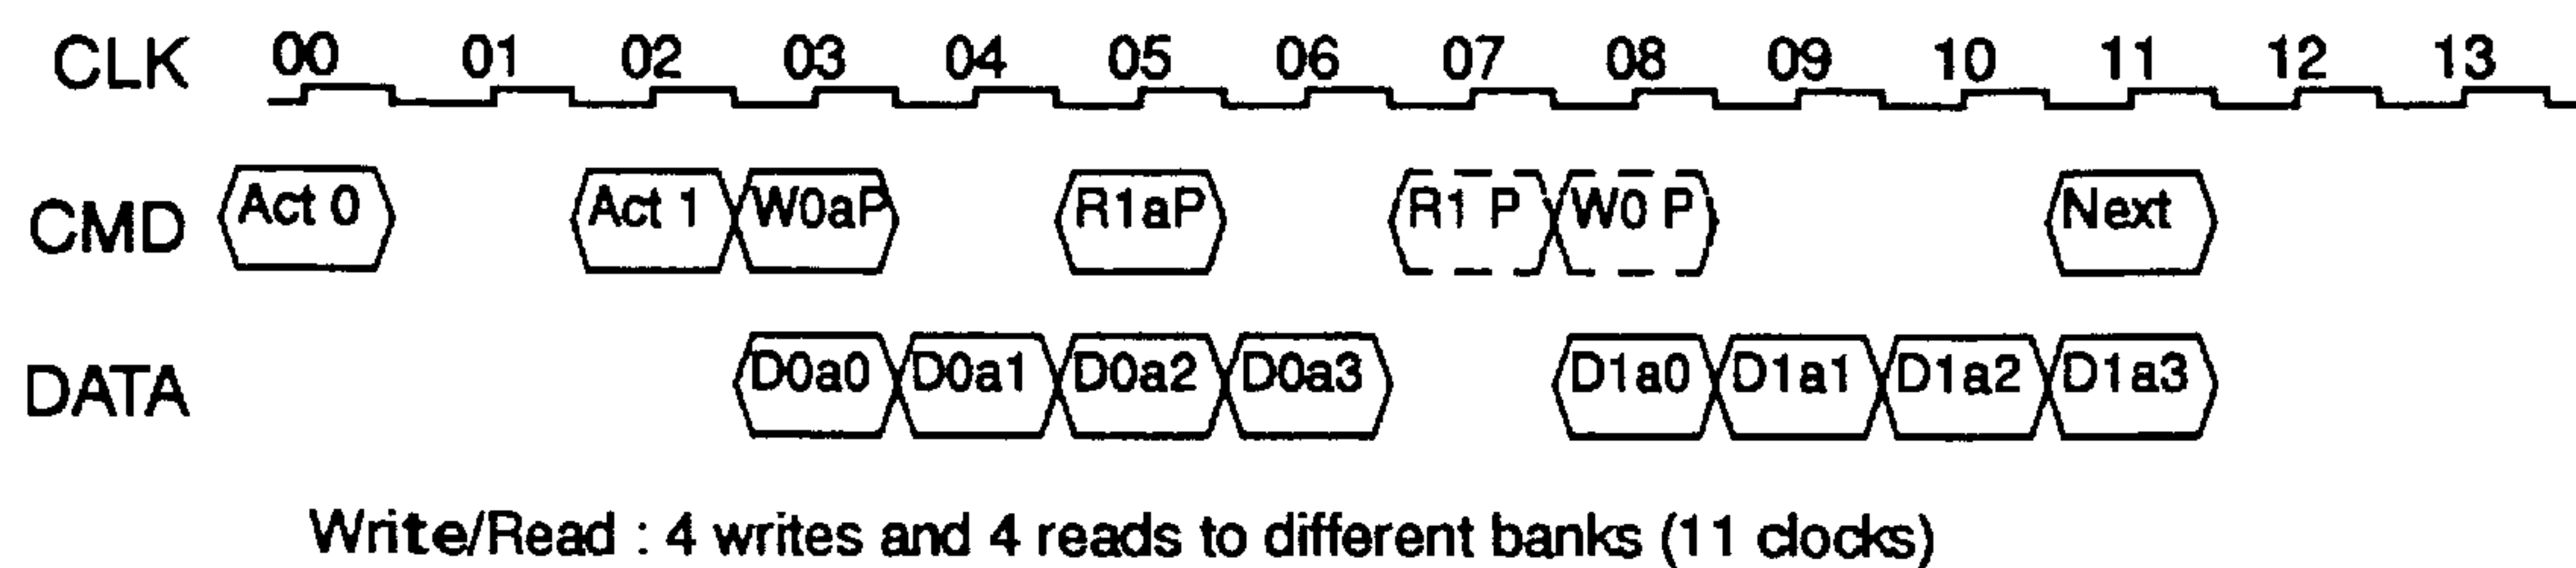 CLK 00 01 02 03 04 05 06 07 08 09 10 11 12 13
CMD Act 0 Act 1 W0aP R1aP R1 P W0 P Next
DATA D0a0 D0a1 D0a2 D0a3 D1a0 D1a1 D1a2 D1a3
Write/Read : 4 writes and 4 reads to different banks (11 clocks)